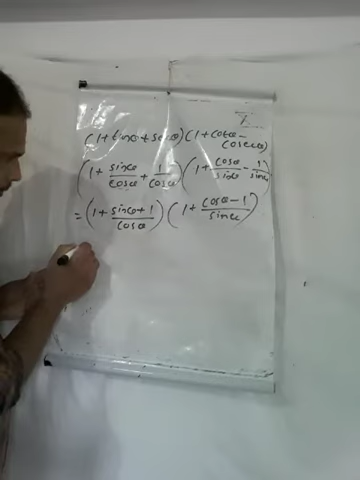 (1 + tanα + secα) (1 + cotα -
cosecα)
(1 + sinα/cosα + 1/cosα) (1 + cosα/sinα - 1/sinα)
= (1 + sinα+1/cosα) (1 + cosα-1/sinα)